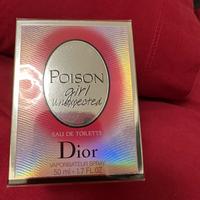 POISON
girl
unexpected
EAU DE TOILETTE
Dior
VAPORISATEUR SPRAY
50 ml · 1.7 FL.OZ